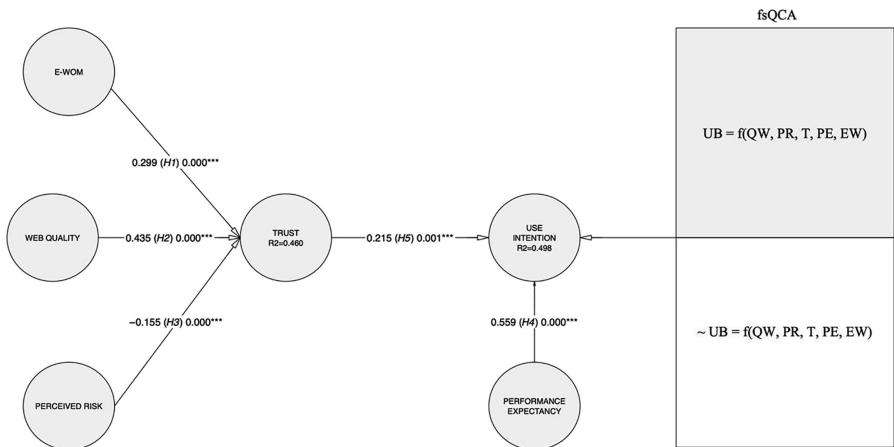 fsQCA
E-WOM
UB = f(QW, PR, T, PE, EW)
0.299 (H1) 0.000***
WEB QUALITY
0.435 (H2) 0.000***
TRUST
R2=0.460
0.215 (H5) 0.001***
USE
INTENTION
R2=0.498
−0.155 (H3) 0.000***
0.559 (H4) 0.000***
~ UB = f(QW, PR, T, PE, EW)
PERCEIVED RISK
PERFORMANCE
EXPECTANCY